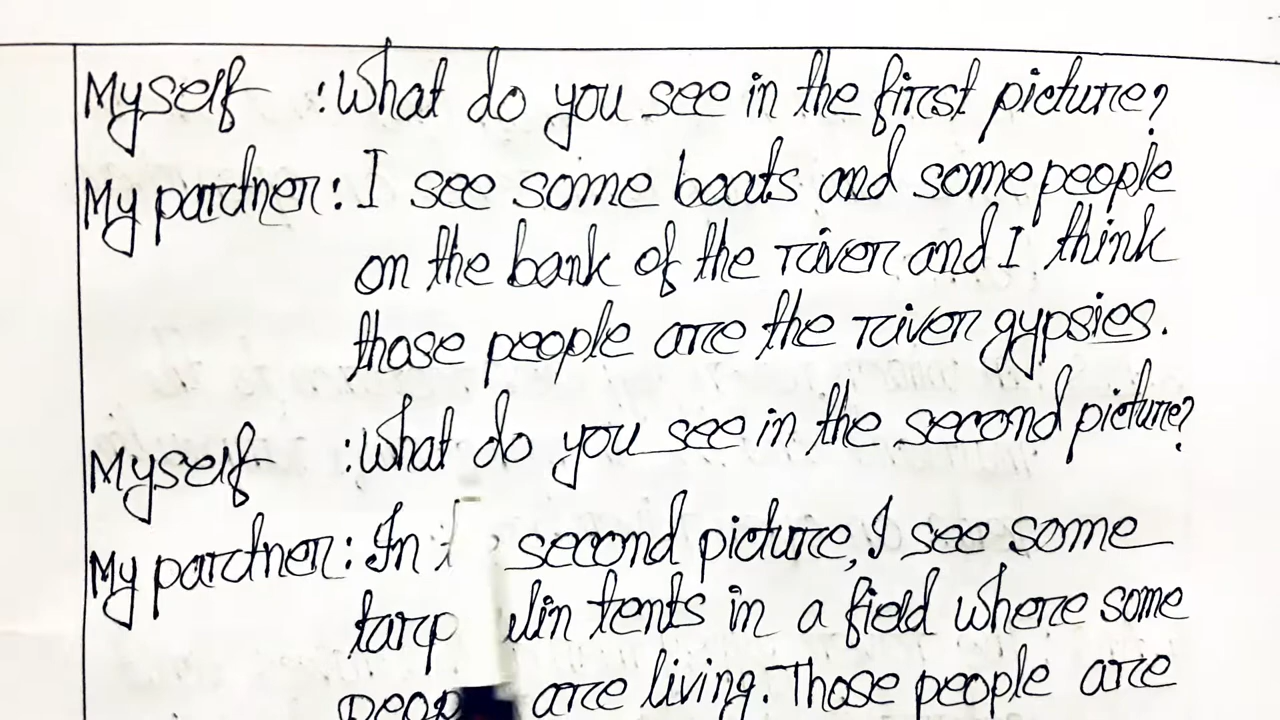 Myself : What do you see in the first picture?
My pardner : I see some boats and some people
on the bank of the river and I think
those people are the river gypsies.
Myself : What do you see in the second picture?
My pardner : In second picture, I see some
tents in a field where some
are living. Those people are